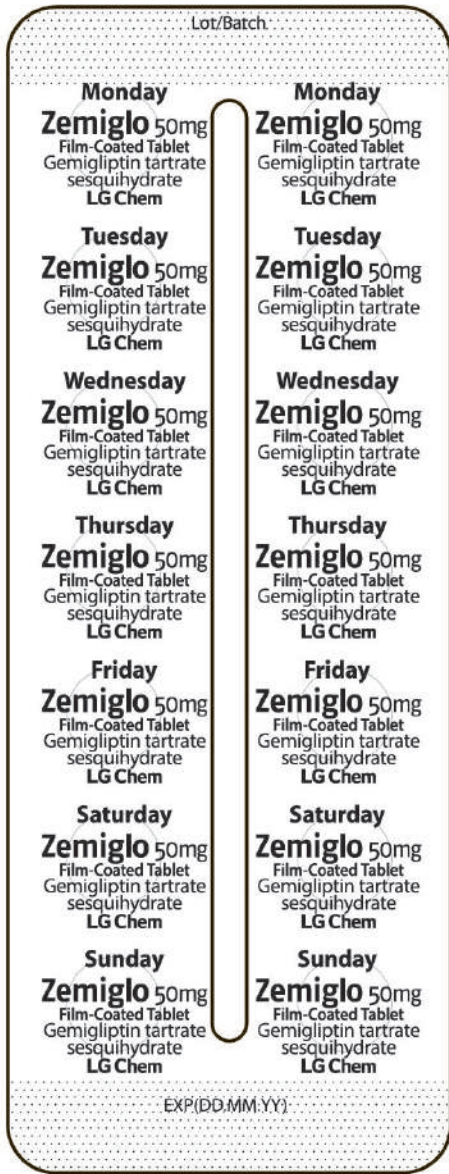 Lot/Batch
Monday
Zemiglo 50mg
Film-Coated Tablet
Gemigliptin tartrate
sesquihydrate
LG Chem
Monday
Zemiglo 50mg
Film-Coated Tablet
Gemigliptin tartrate
sesquihydrate
LG Chem
Tuesday
Zemiglo 50mg
Film-Coated Tablet
Gemigliptin tartrate
sesquihydrate
LG Chem
Tuesday
Zemiglo 50mg
Film-Coated Tablet
Gemigliptin tartrate
sesquihydrate
LG Chem
Wednesday
Zemiglo 50mg
Film-Coated Tablet
Gemigliptin tartrate
sesquihydrate
LG Chem
Wednesday
Zemiglo 50mg
Film-Coated Tablet
Gemigliptin tartrate
sesquihydrate
LG Chem
Thursday
Zemiglo 50mg
Film-Coated Tablet
Gemigliptin tartrate
sesquihydrate
LG Chem
Thursday
Zemiglo 50mg
Film-Coated Tablet
Gemigliptin tartrate
sesquihydrate
LG Chem
Friday
Zemiglo 50mg
Film-Coated Tablet
Gemigliptin tartrate
sesquihydrate
LG Chem
Friday
Zemiglo 50mg
Film-Coated Tablet
Gemigliptin tartrate
sesquihydrate
LG Chem
Saturday
Zemiglo 50mg
Film-Coated Tablet
Gemigliptin tartrate
sesquihydrate
LG Chem
Saturday
Zemiglo 50mg
Film-Coated Tablet
Gemigliptin tartrate
sesquihydrate
LG Chem
Sunday
Zemiglo 50mg
Film-Coated Tablet
Gemigliptin tartrate
sesquihydrate
LG Chem
Sunday
Zemiglo 50mg
Film-Coated Tablet
Gemigliptin tartrate
sesquihydrate
LG Chem
EXP(DD.MM.YY)